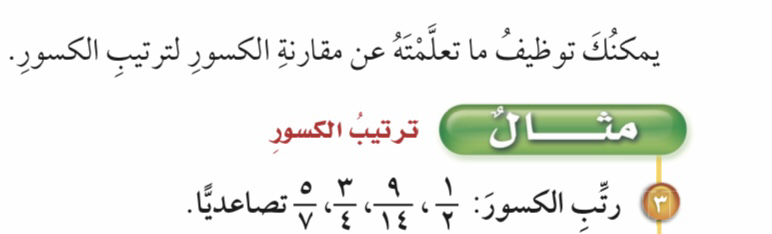 يمكنُكَ توظيفُ ما تعلَّمْتَهُ عن مقارنةِ الكسورِ لترتيبِ الكسورِ.
مثـــالٌ ترتيبُ الكسورِ
٣ رتِّبِ الكسورَ: ١/٢ ، ٩/١٤ ، ٣/٤ ، ٥/٧ تصاعديًّا.